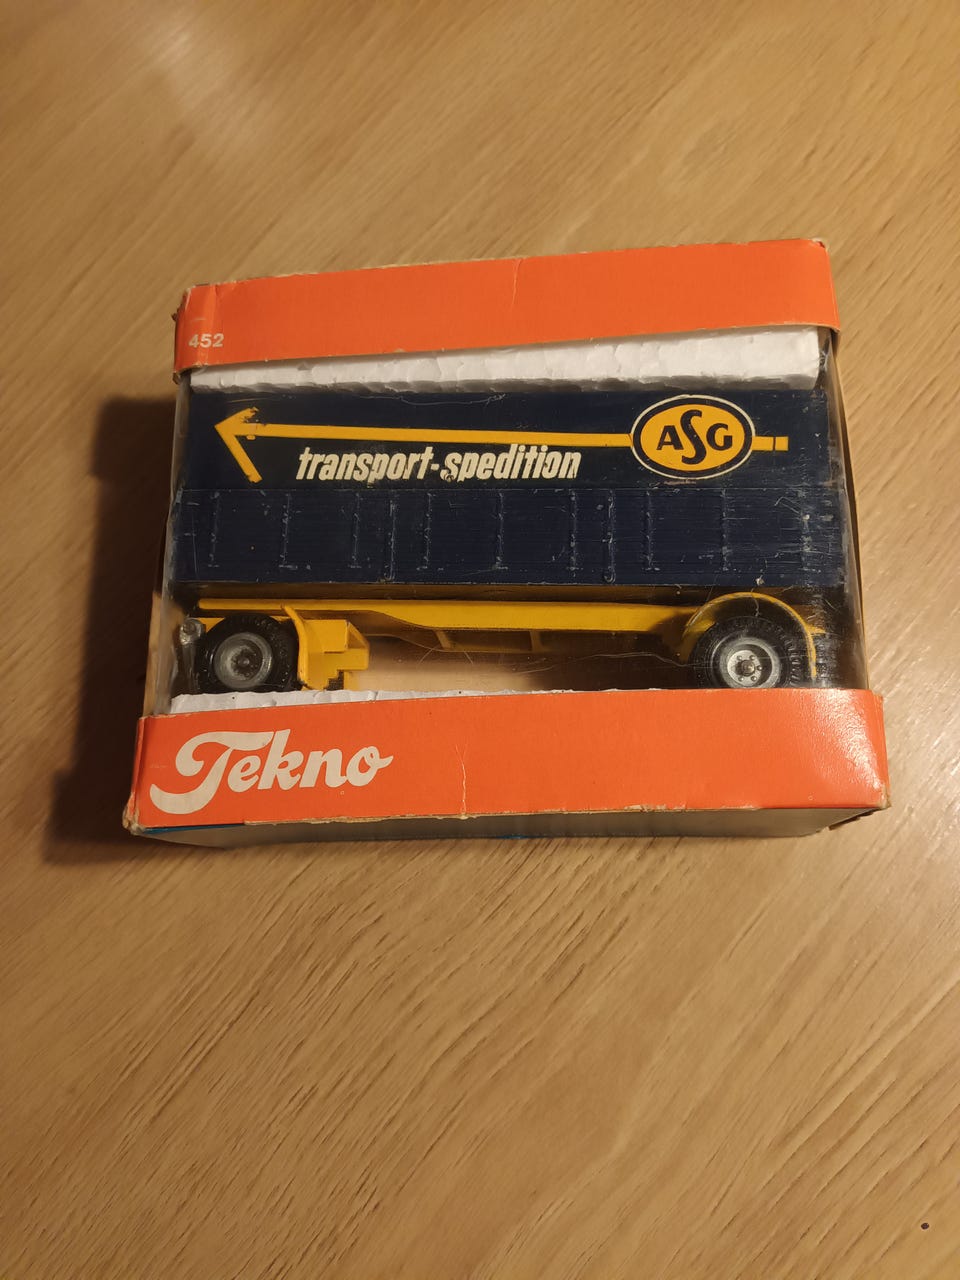 452
ASG
transport-spedition
Tekno